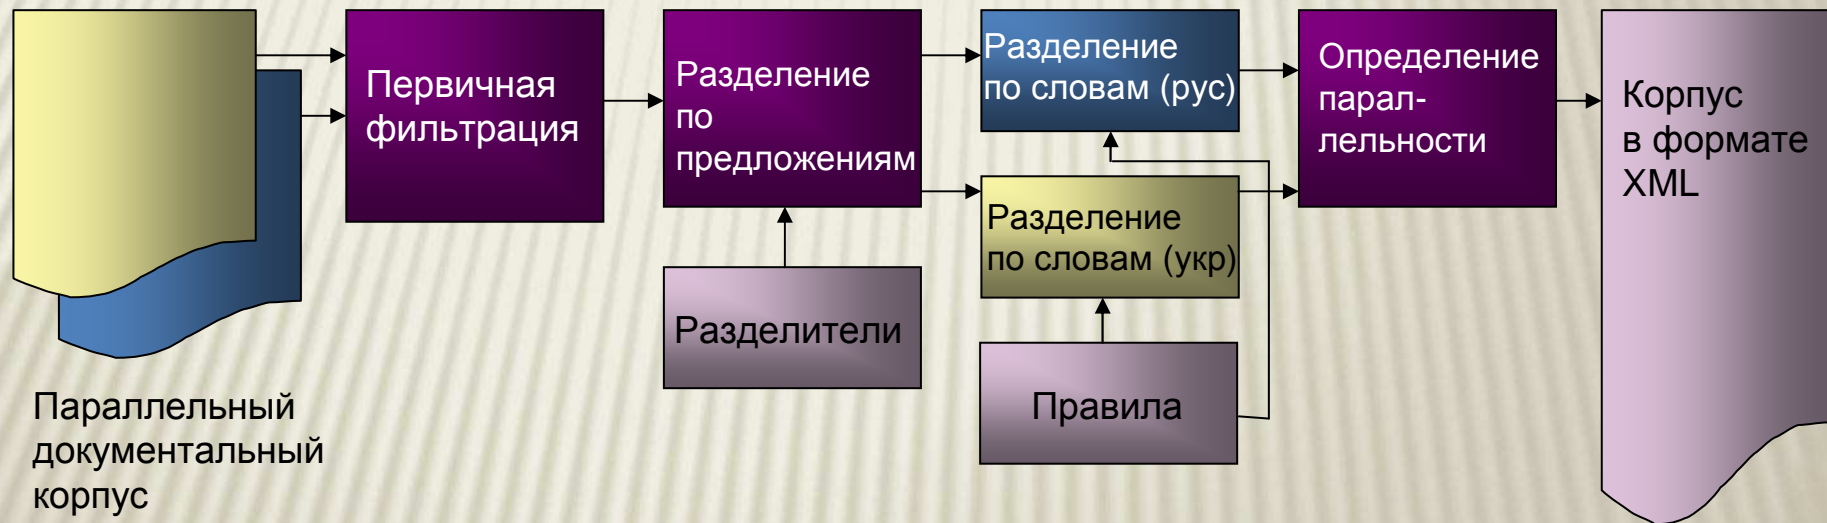 Первичная
фильтрация
Разделение
по
предложениям
Разделение
по словам (рус)
Разделение
по словам (укр)
Определение
парал-
лельности
Корпус
в формате
XML
Разделители
Правила
Параллельный
документальный
корпус